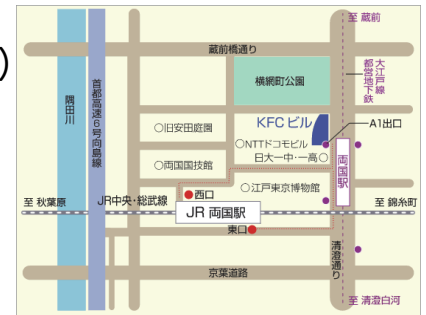 )
至 蔵前
蔵前橋通り
大江戸線
都営地下鉄
首都高速6号向島線
隅田川
横網町公園
KFC ビル
A1出口
○旧安田庭園
○NTTドコモビル
日大一中・一高○
○両国国技館
両国駅
○江戸東京博物館
至 秋葉原
JR中央・総武線
西口
至 錦糸町
JR 両国駅
東口
清澄通り
京葉道路
至 清澄白河